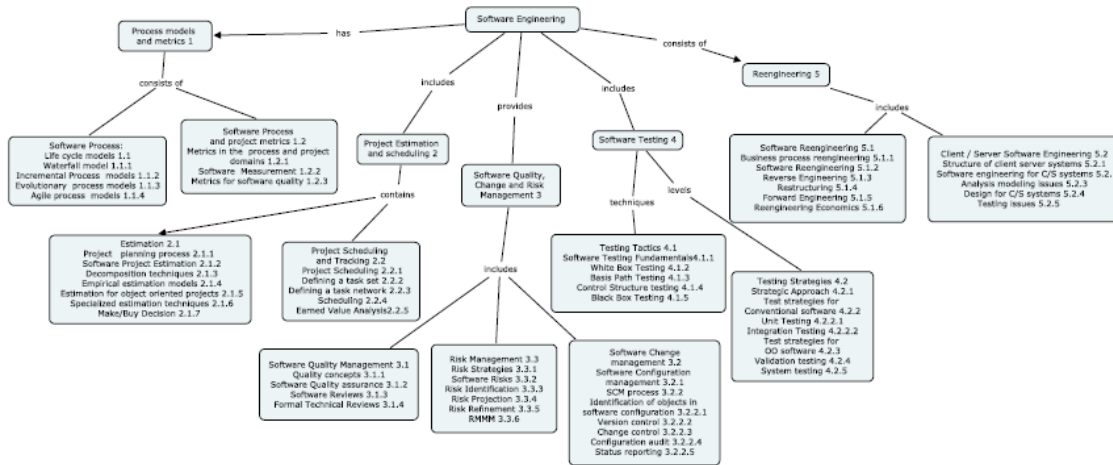 Software Engineering
Process models
and metrics 1
has
consists of
Reengineering 5
consists of
includes
provides
includes
includes
Software Process:
Life cycle models 1.1
Waterfall model 1.1.1
Incremental Process models 1.1.2
Evolutionary process models 1.1.3
Agile process models 1.1.4
Software Process
and project metrics 1.2
Metrics in the process and project
domains 1.2.1
Software Measurement 1.2.2
Metrics for software quality 1.2.3
Project Estimation
and scheduling 2
Software Testing 4
Software Reengineering 5.1
Business process reengineering 5.1.1
Software Reengineering 5.1.2
Reverse Engineering 5.1.3
Restructuring 5.1.4
Forward Engineering 5.1.5
Reengineering Economics 5.1.6
Client / Server Software Engineering 5.2
Structure of client server systems 5.2.1
Software engineering for C/S systems 5.2.
Analysis modeling issues 5.2.3
Design for C/S systems 5.2.4
Testing issues 5.2.5
Software Quality,
Change and Risk
Management 3
contains
techniques
levels
Estimation 2.1
Project planning process 2.1.1
Software Project Estimation 2.1.2
Decomposition techniques 2.1.3
Empirical estimation models 2.1.4
Estimation for object oriented projects 2.1.5
Specialized estimation techniques 2.1.6
Make/Buy Decision 2.1.7
Project Scheduling
and Tracking 2.2
Project Scheduling 2.2.1
Defining a task set 2.2.2
Defining a task network 2.2.3
Scheduling 2.2.4
Earned Value Analysis2.2.5
includes
Testing Tactics 4.1
Software Testing Fundamentals4.1.1
White Box Testing 4.1.2
Basis Path Testing 4.1.3
Control Structure testing 4.1.4
Black Box Testing 4.1.5
Testing Strategies 4.2
Strategic Approach 4.2.1
Test strategies for
Conventional software 4.2.2
Unit Testing 4.2.2.1
Integration Testing 4.2.2.2
Test strategies for
OO software 4.2.3
Validation testing 4.2.4
System testing 4.2.5
Software Quality Management 3.1
Quality concepts 3.1.1
Software Quality assurance 3.1.2
Software Reviews 3.1.3
Formal Technical Reviews 3.1.4
Risk Management 3.3
Risk Strategies 3.3.1
Software Risks 3.3.2
Risk Identification 3.3.3
Risk Projection 3.3.4
Risk Refinement 3.3.5
RMMM 3.3.6
Software Change
management 3.2
Software Configuration
management 3.2.1
SCM process 3.2.2
Identification of objects in
software configuration 3.2.2.1
Version control 3.2.2.2
Change control 3.2.2.3
Configuration audit 3.2.2.4
Status reporting 3.2.2.5